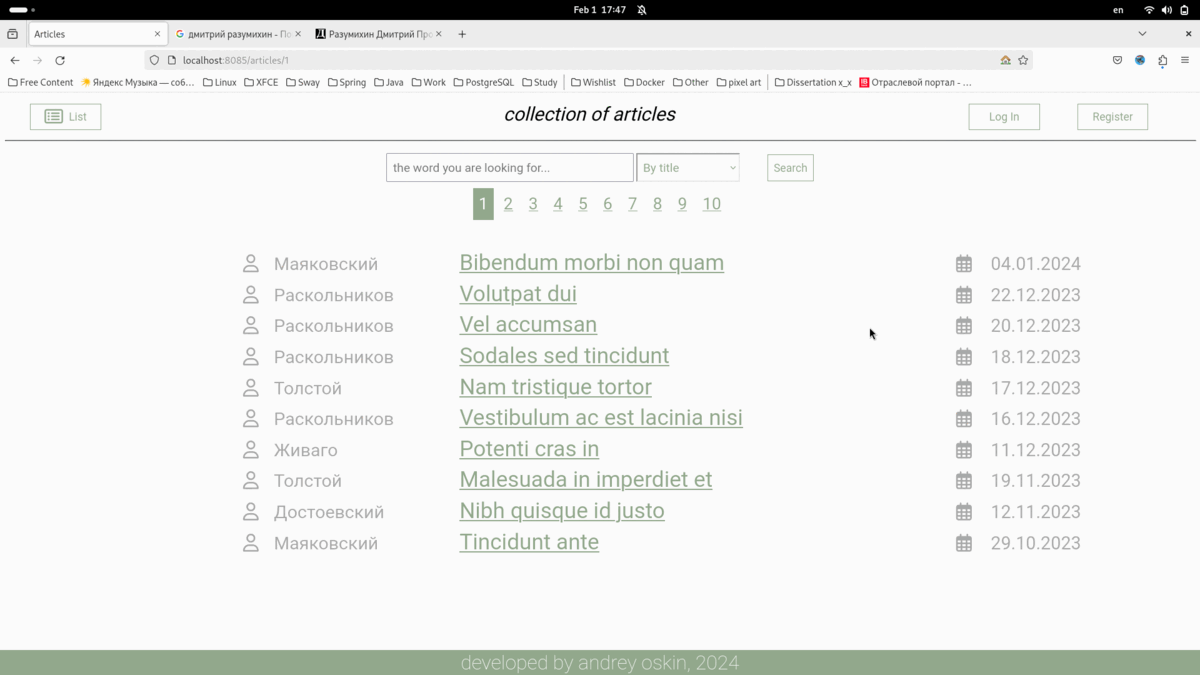 Feb 1 17:47
en
Articles
дмитрий разумихин - По
Разумихин Дмитрий Про
localhost:8085/articles/1
Free Content Яндекс Музыка — соб... Linux XFCE Sway Spring Java Work PostgreSQL Study Wishlist Docker Other pixel art Dissertation x_x Отраслевой портал - ...
List
collection of articles
Log In
Register
the word you are looking for...
By title
Search
1 2 3 4 5 6 7 8 9 10
Маяковский Bibendum morbi non quam 04.01.2024
Раскольников Volutpat dui 22.12.2023
Раскольников Vel accumsan 20.12.2023
Раскольников Sodales sed tincidunt 18.12.2023
Толстой Nam tristique tortor 17.12.2023
Раскольников Vestibulum ac est lacinia nisi 16.12.2023
Живаго Potenti cras in 11.12.2023
Толстой Malesuada in imperdiet et 19.11.2023
Достоевский Nibh quisque id justo 12.11.2023
Маяковский Tincidunt ante 29.10.2023
developed by andrey oskin, 2024